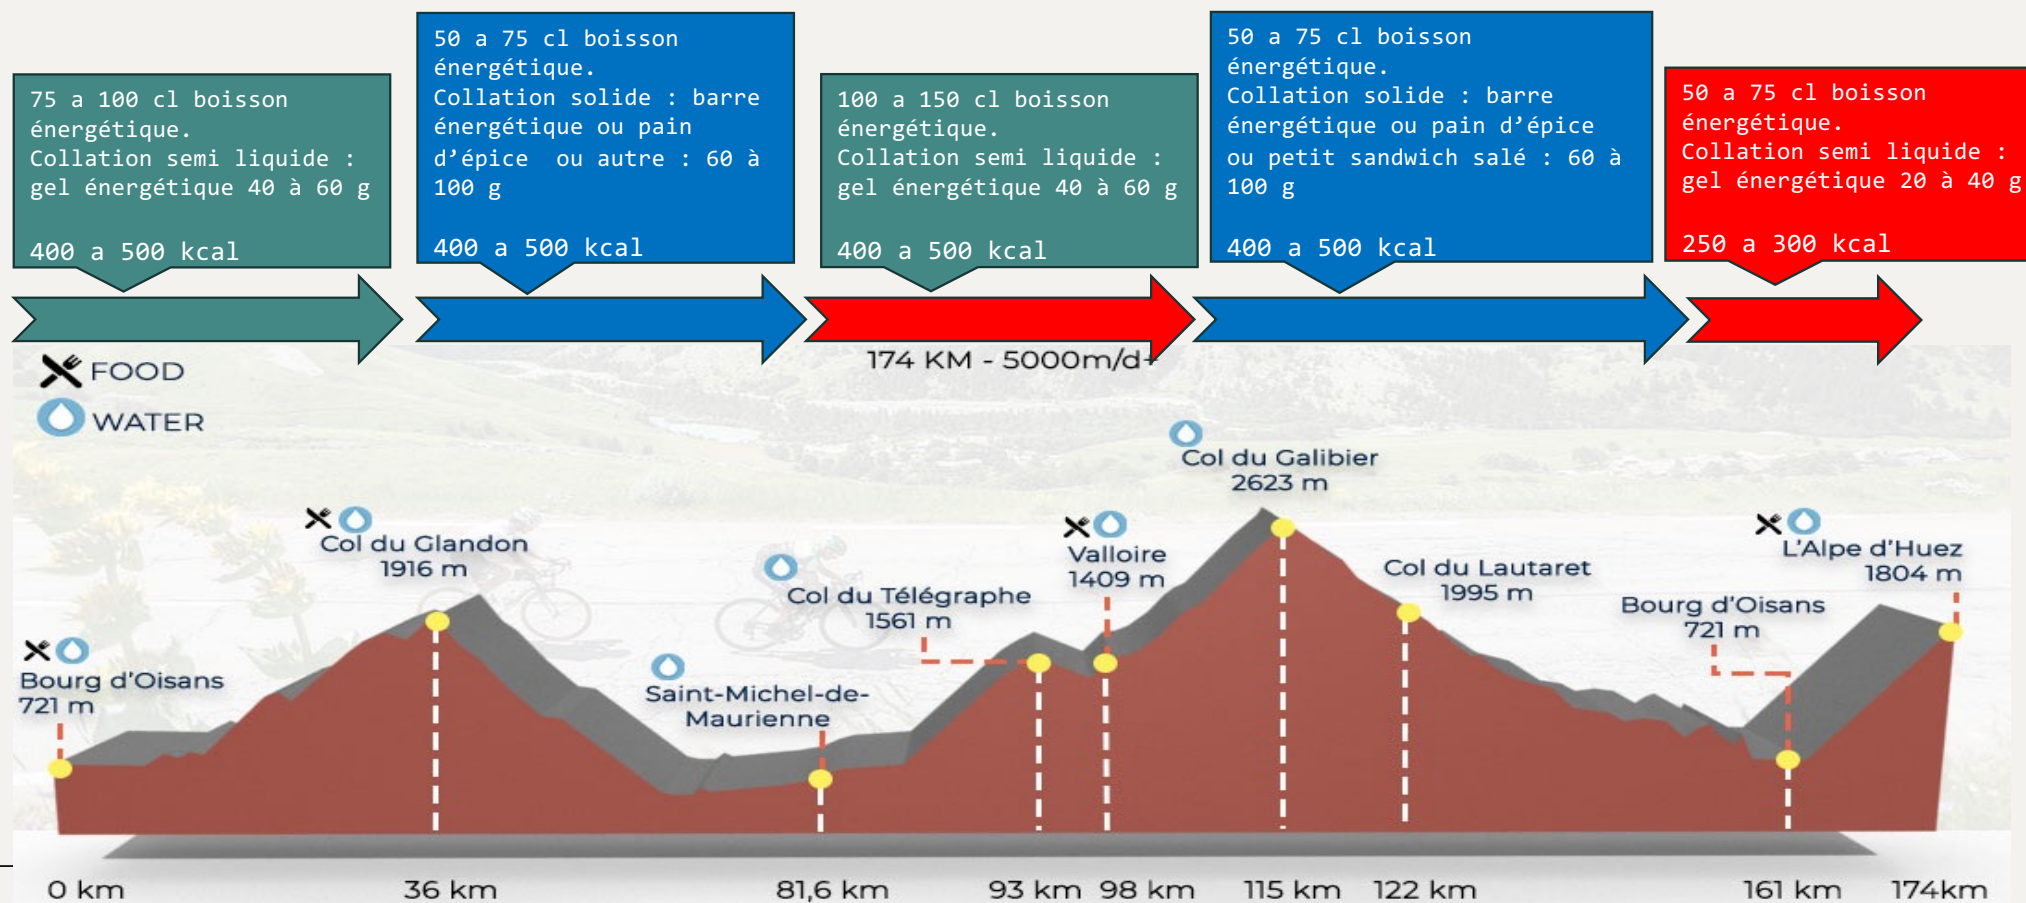 75 a 100 cl boisson
énergétique.
Collation semi liquide :
gel énergétique 40 à 60 g
400 a 500 kcal
50 a 75 cl boisson
énergétique.
Collation solide : barre
énergétique ou pain
d’épice  ou autre : 60 à
100 g
400 a 500 kcal
100 a 150 cl boisson
énergétique.
Collation semi liquide :
gel énergétique 40 à 60 g
400 a 500 kcal
50 a 75 cl boisson
énergétique.
Collation solide : barre
énergétique ou pain d’épice
ou petit sandwich salé : 60 à
100 g
400 a 500 kcal
50 a 75 cl boisson
énergétique.
Collation semi liquide :
gel énergétique 20 à 40 g
250 a 300 kcal
174 KM - 5000m/d+
FOOD
WATER
Bourg d'Oisans
721 m
Col du Glandon
1916 m
Saint-Michel-de-
Maurienne
Col du Télégraphe
1561 m
Valloire
1409 m
Col du Galibier
2623 m
Col du Lautaret
1995 m
Bourg d'Oisans
721 m
L'Alpe d'Huez
1804 m
0 km
36 km
81,6 km
93 km
98 km
115 km
122 km
161 km
174km